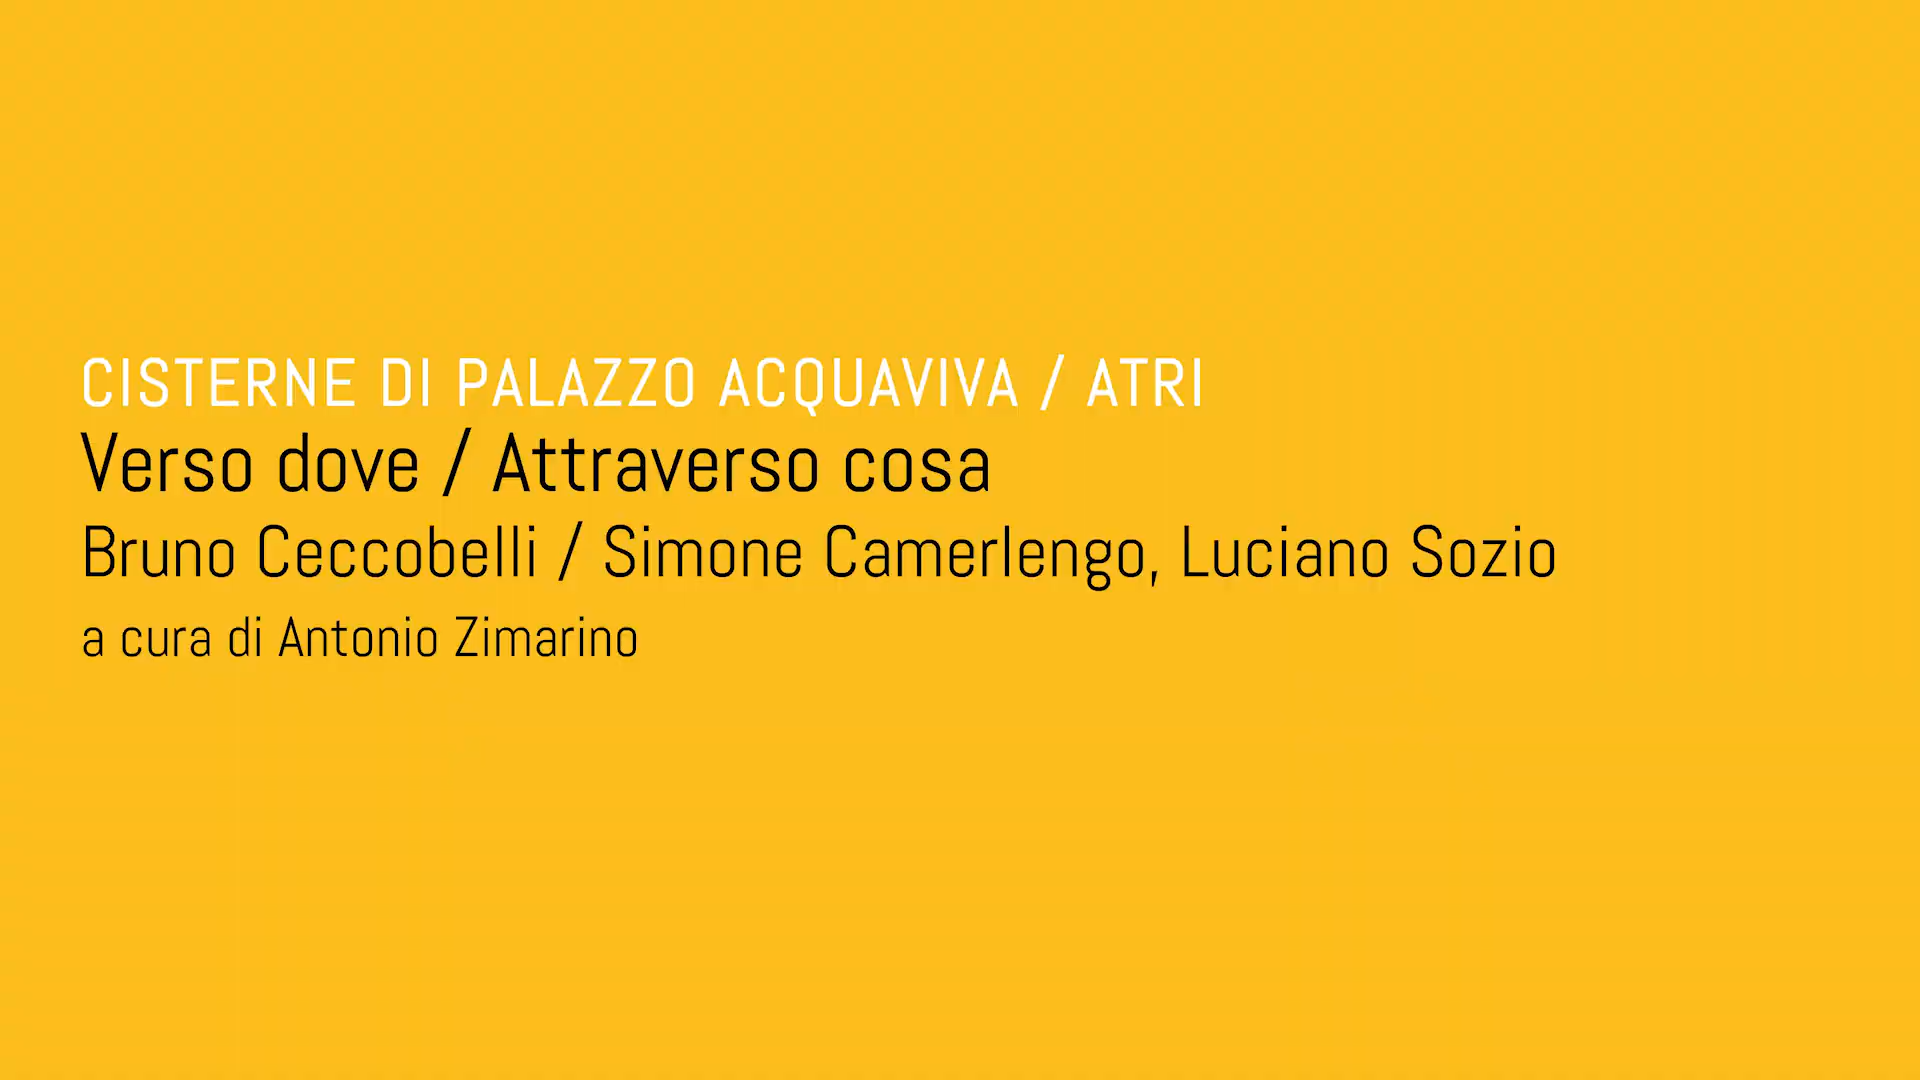 CISTERNE DI PALAZZO ACQUAVIVA / ATRI
Verso dove / Attraverso cosa
Bruno Ceccobelli / Simone Camerlengo, Luciano Sozio
a cura di Antonio Zimarino